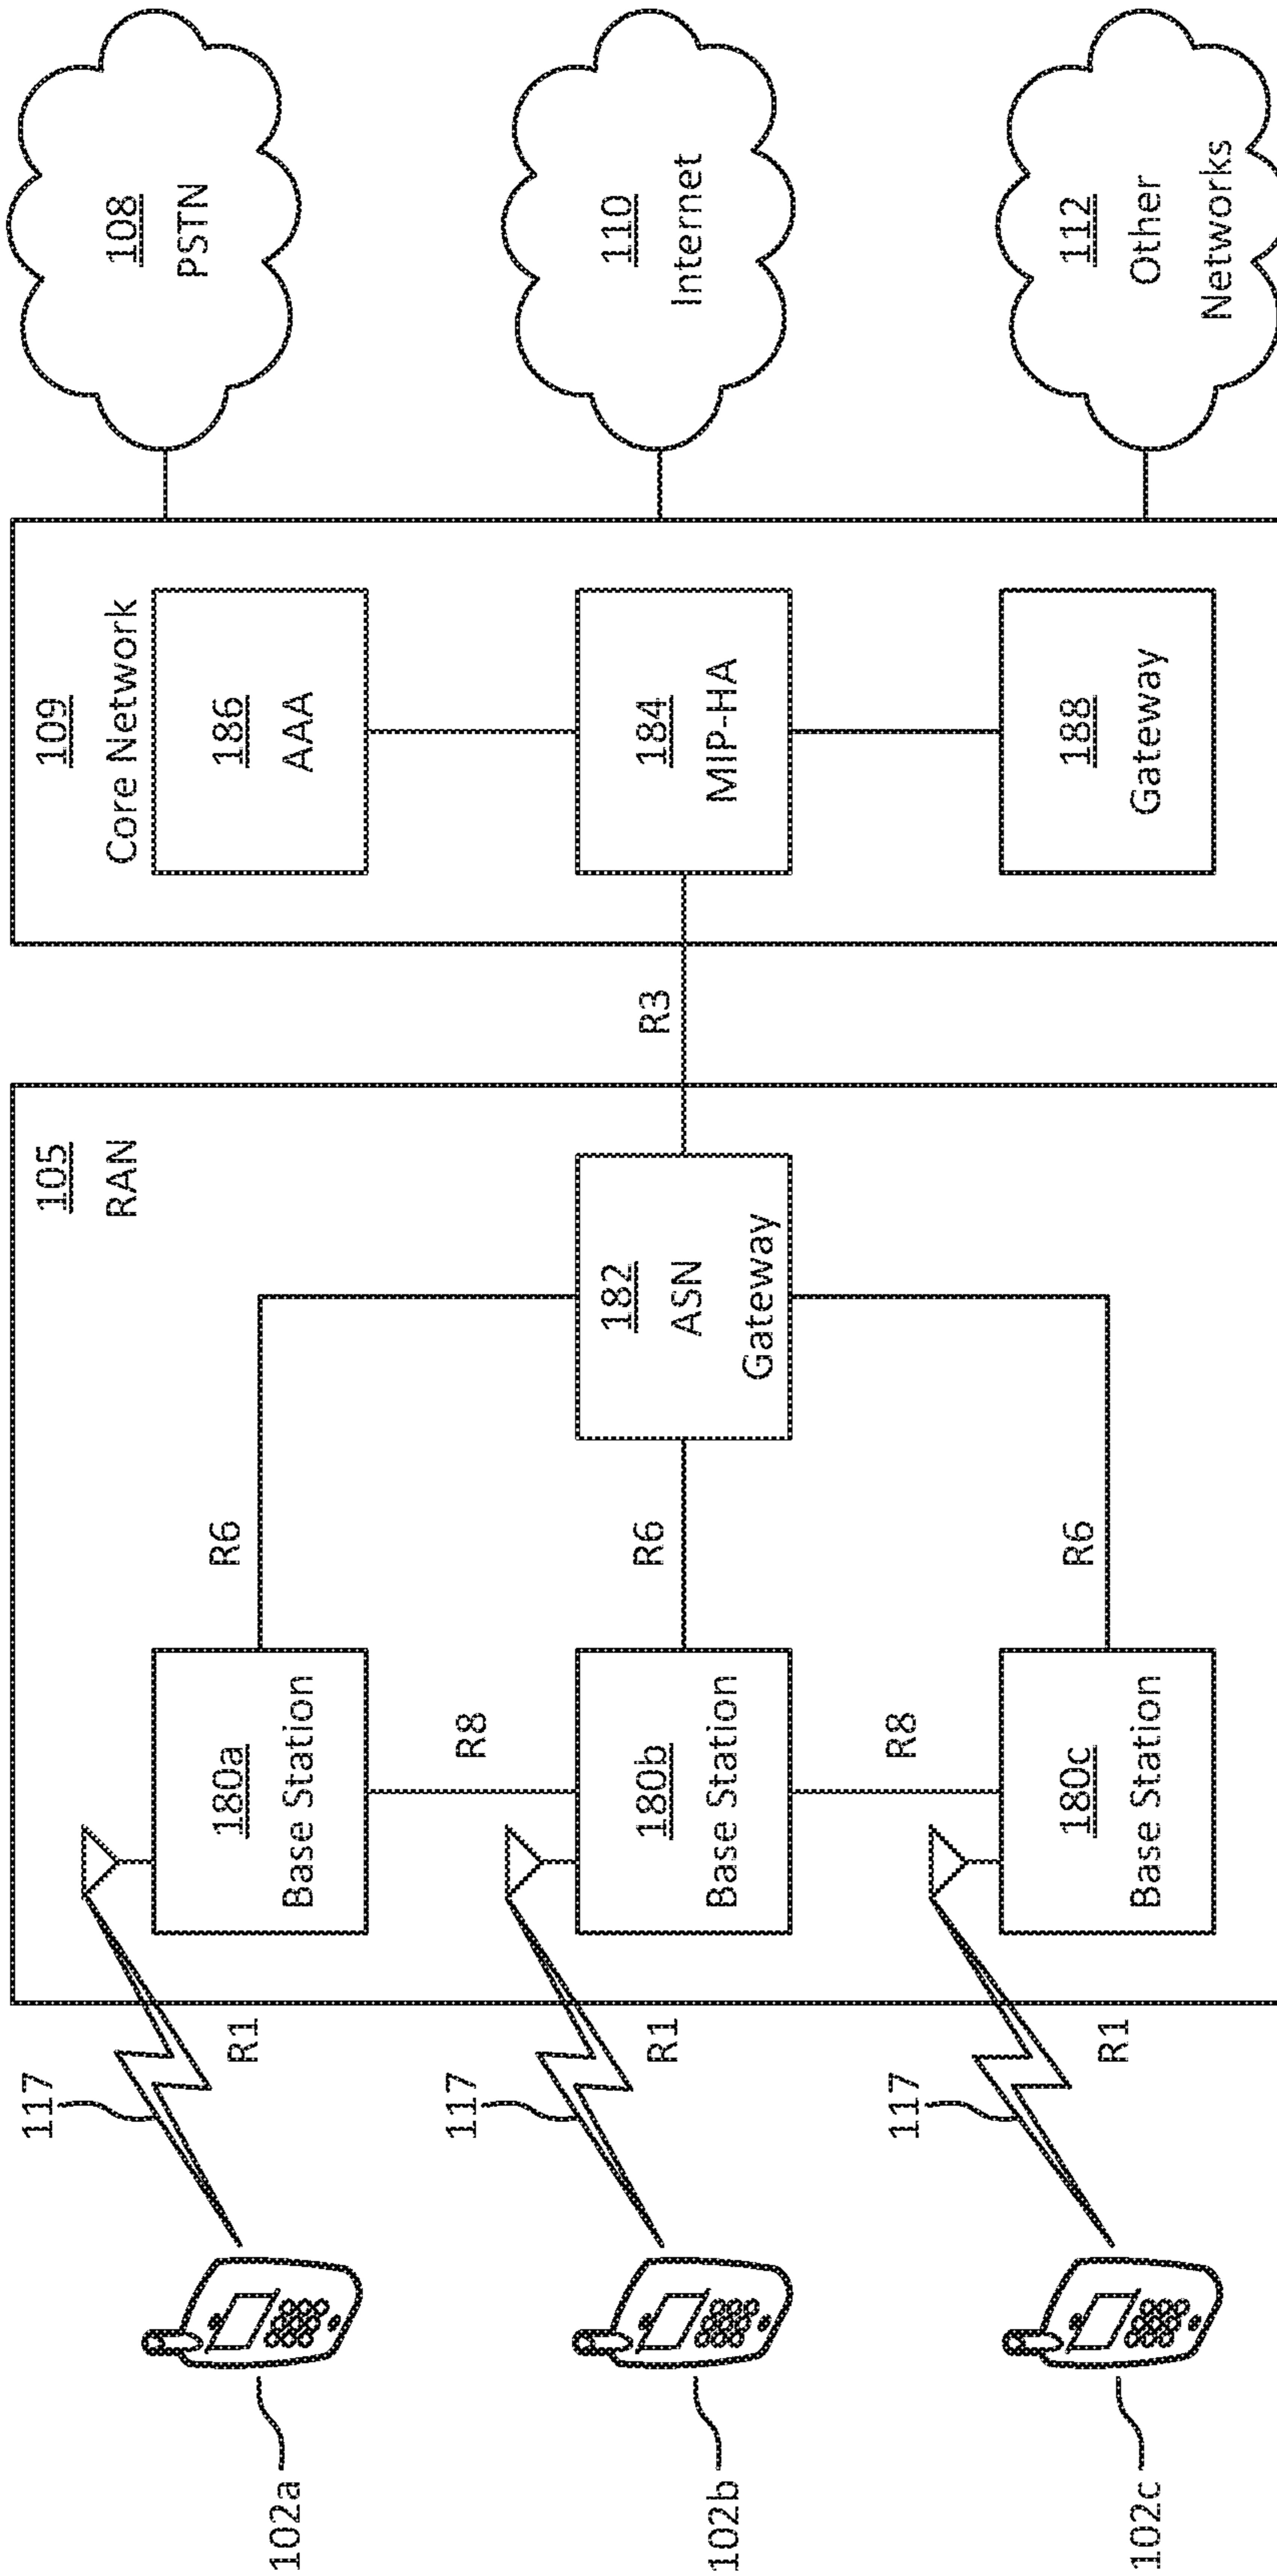 102a
102b
102c
117
117
117
R1
R1
R1
105
RAN
180a
Base Station
180b
Base Station
180c
Base Station
R8
R8
R6
R6
R6
182
ASN
Gateway
R3
109
Core Network
186
AAA
184
MIP-HA
188
Gateway
108
PSTN
110
Internet
112
Other
Networks